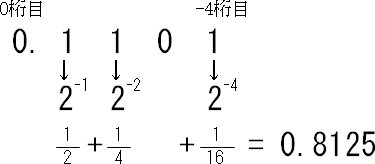 0桁目 -4桁目
0. 1 1 0 1
↓ ↓ ↓
2⁻¹ 2⁻² 2⁻⁴
1/2 + 1/4 + 1/16 = 0.8125